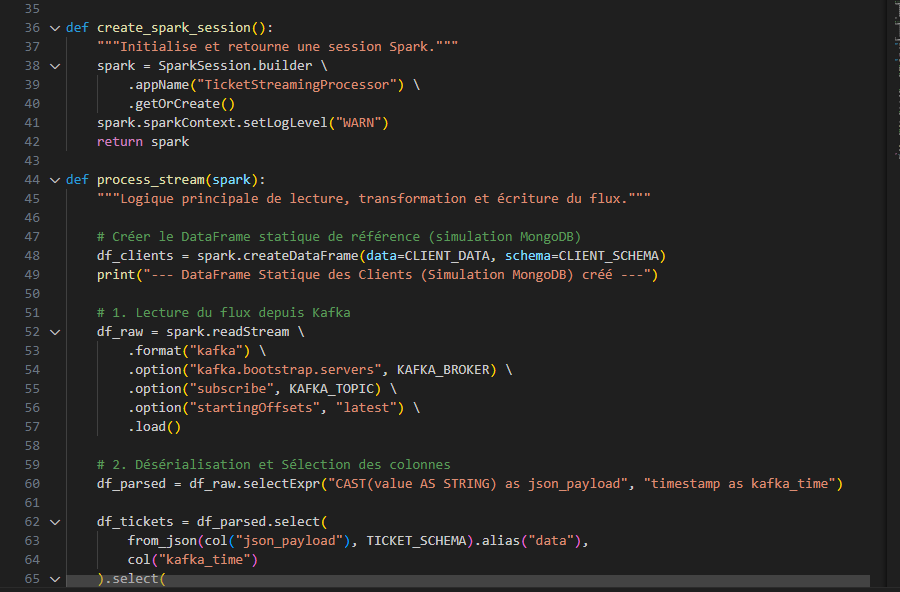 35
36 def create_spark_session():
37 """Initialise et retourne une session Spark."""
38 spark = SparkSession.builder \
39 .appName("TicketStreamingProcessor") \
40 .getOrCreate()
41 spark.sparkContext.setLogLevel("WARN")
42 return spark
43
44 def process_stream(spark):
45 """Logique principale de lecture, transformation et écriture du flux."""
46
47 # Créer le DataFrame statique de référence (simulation MongoDB)
48 df_clients = spark.createDataFrame(data=CLIENT_DATA, schema=CLIENT_SCHEMA)
49 print("--- DataFrame Statique des Clients (Simulation MongoDB) créé ---")
50
51 # 1. Lecture du flux depuis Kafka
52 df_raw = spark.readStream \
53 .format("kafka") \
54 .option("kafka.bootstrap.servers", KAFKA_BROKER) \
55 .option("subscribe", KAFKA_TOPIC) \
56 .option("startingOffsets", "latest") \
57 .load()
58
59 # 2. Désérialisation et Sélection des colonnes
60 df_parsed = df_raw.selectExpr("CAST(value AS STRING) as json_payload", "timestamp as kafka_time")
61
62 df_tickets = df_parsed.select(
63 from_json(col("json_payload"), TICKET_SCHEMA).alias("data"),
64 col("kafka_time")
65 ).select(